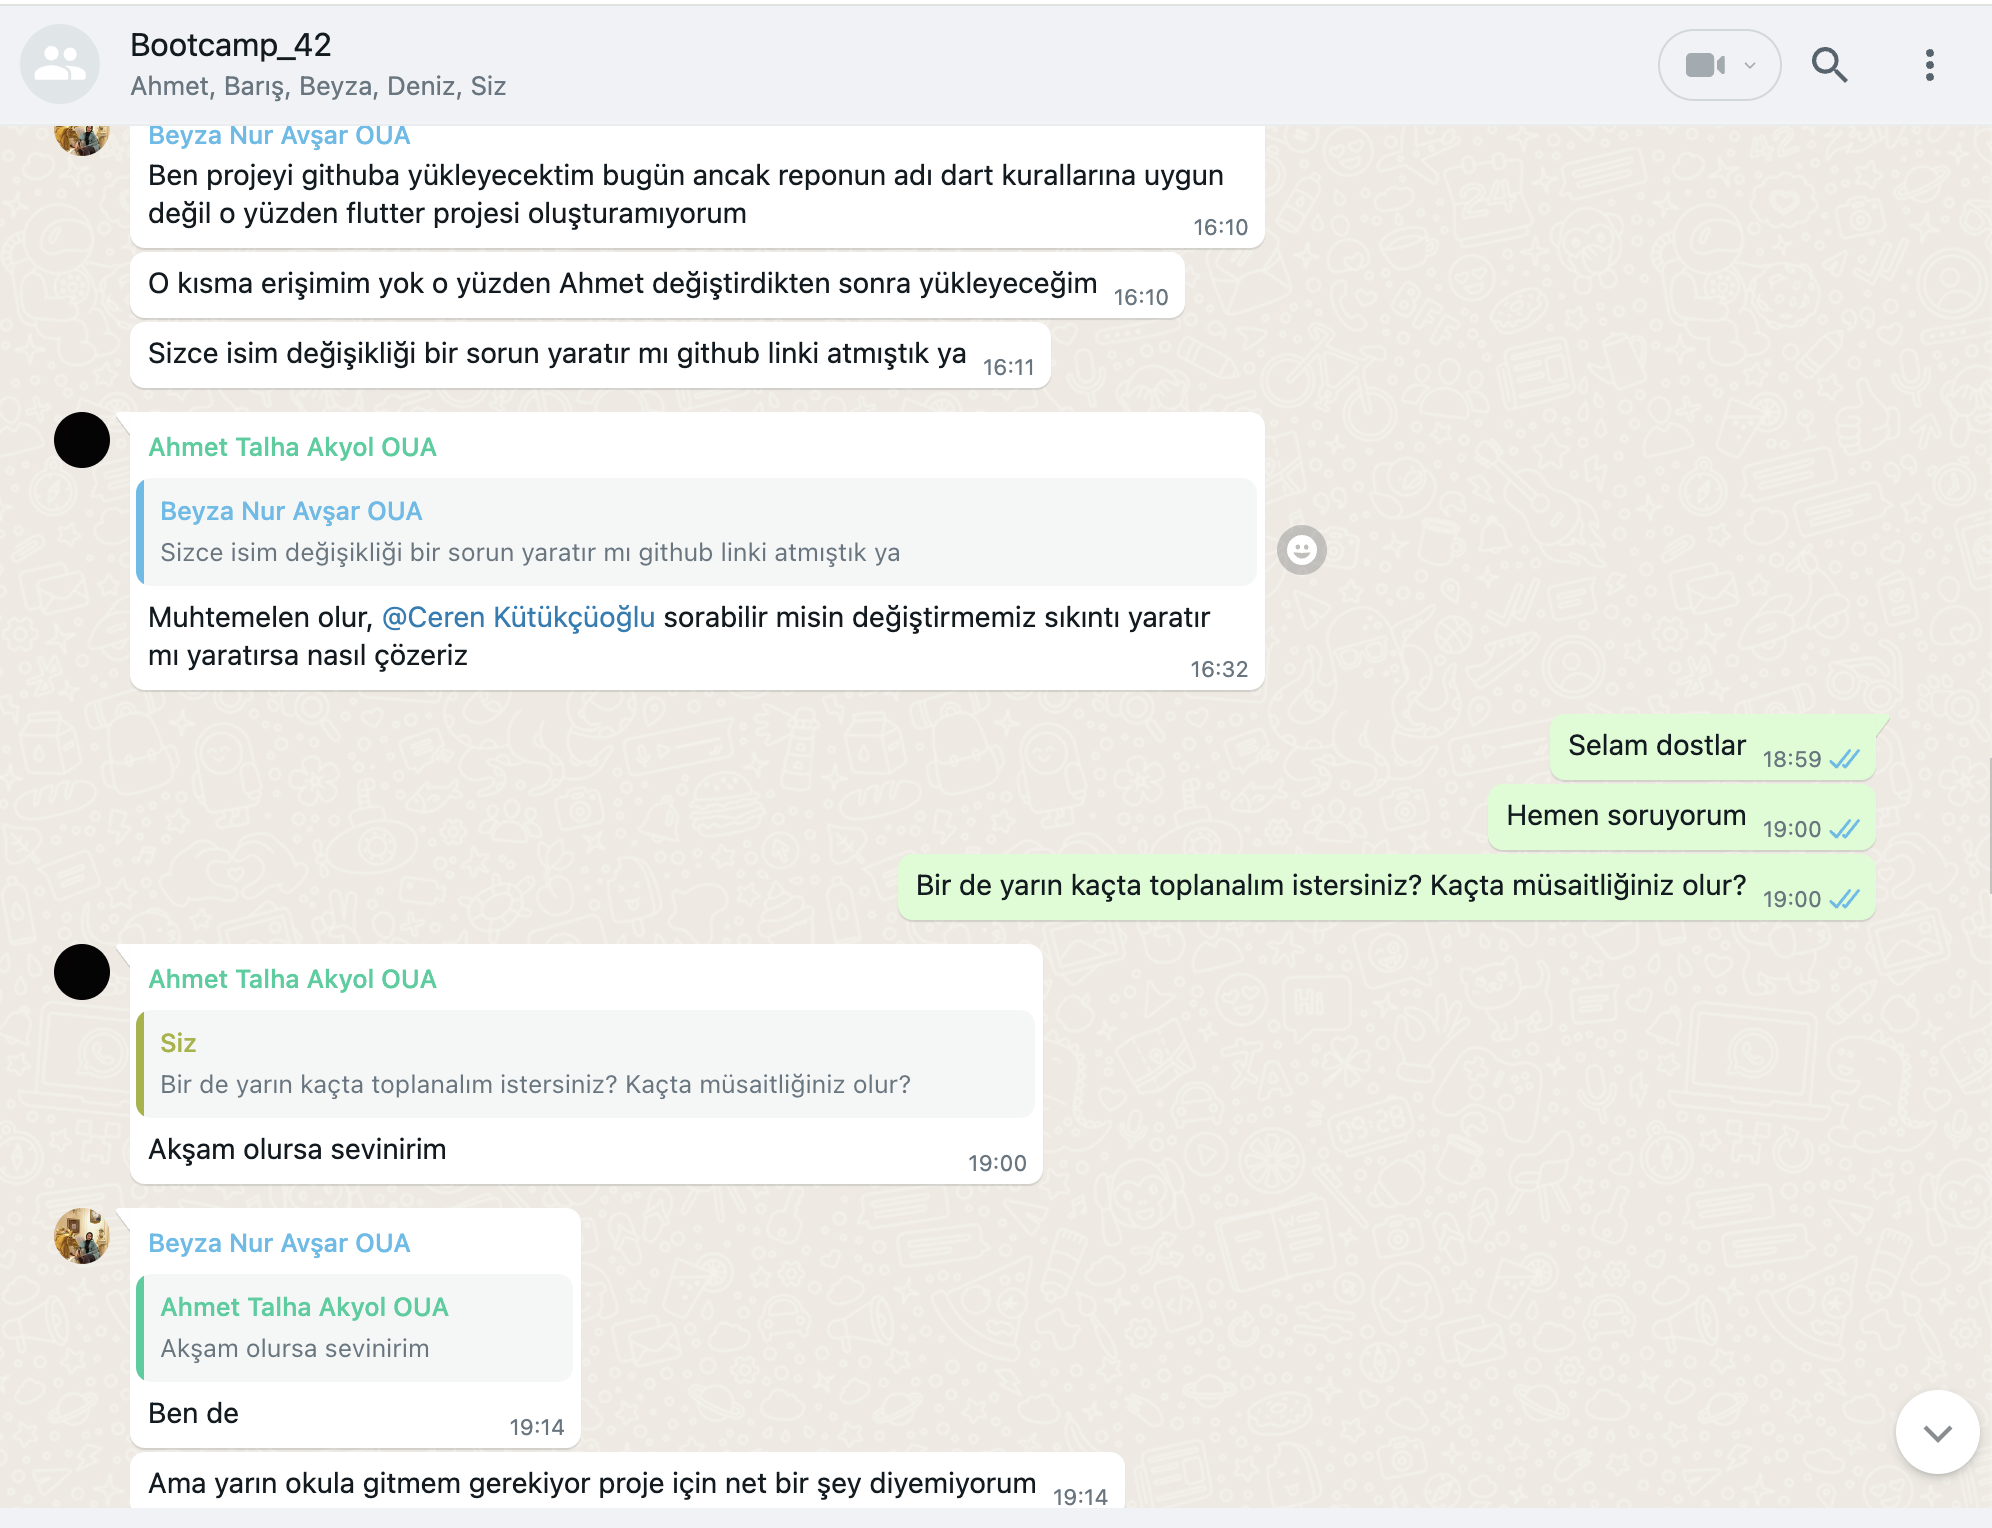 Bootcamp_42
Ahmet, Barış, Beyza, Deniz, Siz
Beyza Nur Avşar OUA
Ben projeyi githuba yükleyecektim bugün ancak reponun adı dart kurallarına uygun
değil o yüzden flutter projesi oluşturamıyorum
16:10
O kısma erişimim yok o yüzden Ahmet değiştirdikten sonra yükleyeceğim 16:10
Sizce isim değişikliği bir sorun yaratır mı github linki atmıştık ya 16:11
Ahmet Talha Akyol OUA
Beyza Nur Avşar OUA
Sizce isim değişikliği bir sorun yaratır mı github linki atmıştık ya
Muhtemelen olur, @Ceren Kütükçüoğlu sorabilir misin değiştirmemiz sıkıntı yaratır
mı yaratırsa nasıl çözeriz
16:32
Selam dostlar 18:59
Hemen soruyorum 19:00
Bir de yarın kaçta toplanalım istersiniz? Kaçta müsaitliğiniz olur? 19:00
Ahmet Talha Akyol OUA
Siz
Bir de yarın kaçta toplanalım istersiniz? Kaçta müsaitliğiniz olur?
Akşam olursa sevinirim
19:00
Beyza Nur Avşar OUA
Ahmet Talha Akyol OUA
Akşam olursa sevinirim
Ben de
19:14
Ama yarın okula gitmem gerekiyor proje için net bir şey diyemiyorum 19:14